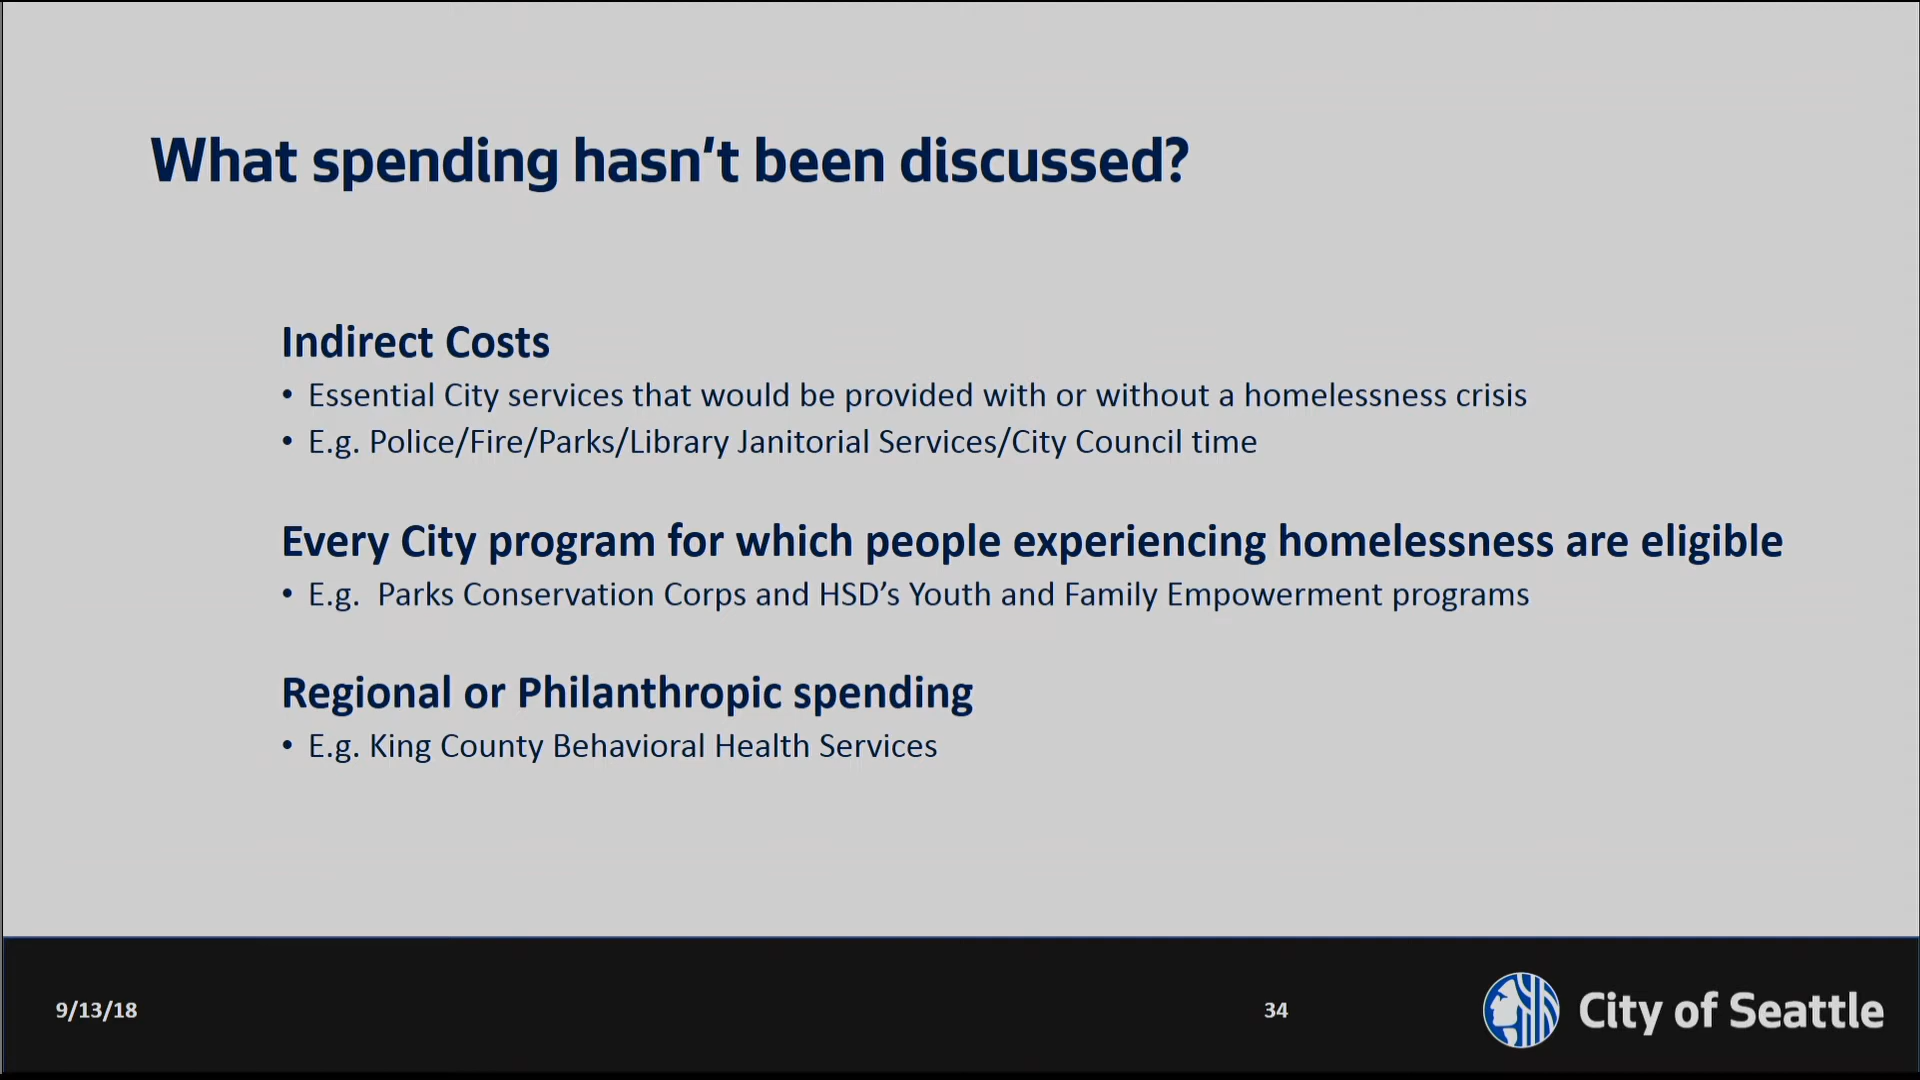 What spending hasn't been discussed?
Indirect Costs
• Essential City services that would be provided with or without a homelessness crisis
• E.g. Police/Fire/Parks/Library Janitorial Services/City Council time
Every City program for which people experiencing homelessness are eligible
• E.g.  Parks Conservation Corps and HSD’s Youth and Family Empowerment programs
Regional or Philanthropic spending
• E.g. King County Behavioral Health Services
9/13/18
34
City of Seattle